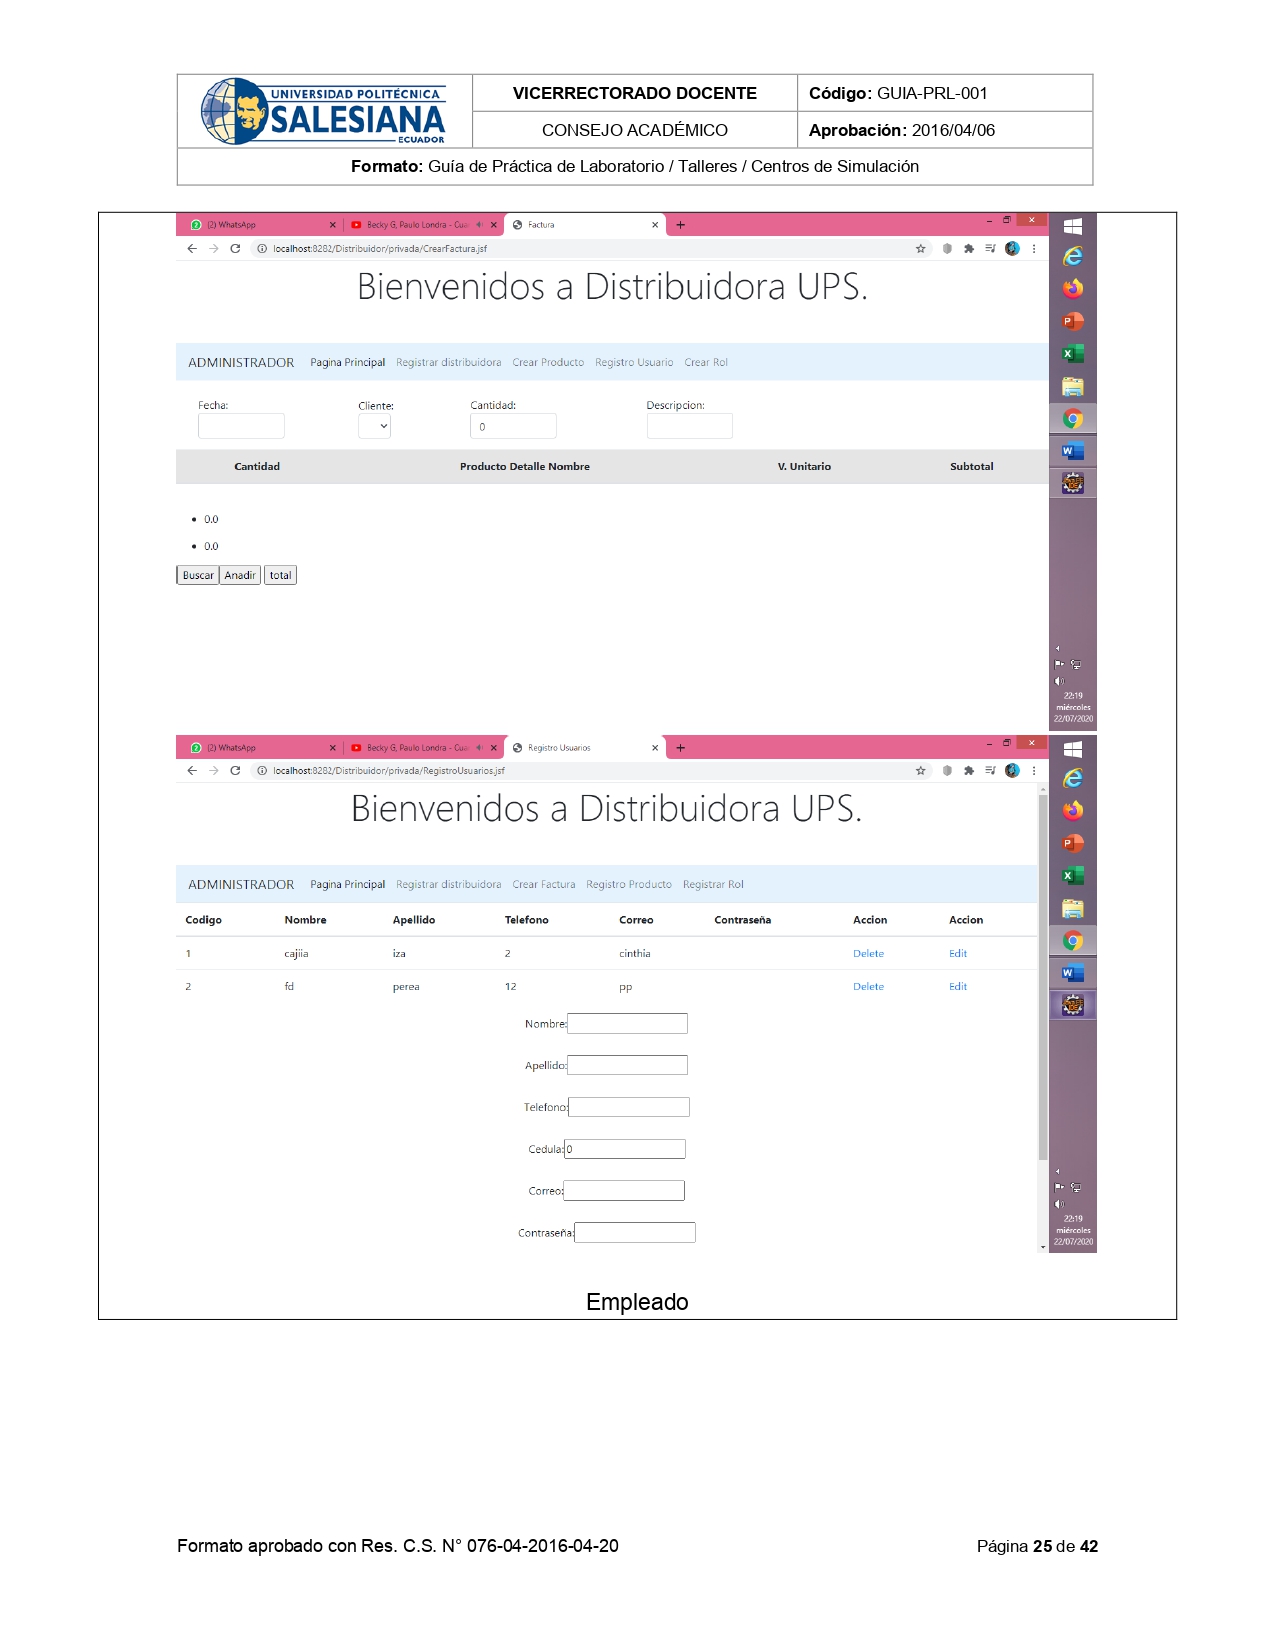 UNIVERSIDAD POLITÉCNICA
SALESIANA
ECUADOR
VICERRECTORADO DOCENTE
Código: GUIA-PRL-001
CONSEJO ACADÉMICO
Aprobación: 2016/04/06
Formato: Guía de Práctica de Laboratorio / Talleres / Centros de Simulación
(2) WhatsApp
Becky G, Paulo Londra - Cua
Factura
localhost:8282/Distribuidor/privada/CrearFactura.jsf
Bienvenidos a Distribuidora UPS.
ADMINISTRADOR Pagina Principal Registrar distribuidora Crear Producto Registro Usuario Crear Rol
Fecha: Cliente: Cantidad: Descripcion:
0
Cantidad Producto Detalle Nombre V. Unitario Subtotal
• 0.0
• 0.0
Buscar Anadir total
22:19
miércoles
22/07/2020
(2) WhatsApp
Becky G, Paulo Londra - Cua
Registro Usuarios
localhost:8282/Distribuidor/privada/RegistroUsuarios.jsf
Bienvenidos a Distribuidora UPS.
ADMINISTRADOR Pagina Principal Registrar distribuidora Crear Factura Registro Producto Registrar Rol
Codigo Nombre Apellido Telefono Correo Contraseña Accion Accion
1 cajiia iza 2 cinthia Delete Edit
2 fd perea 12 pp Delete Edit
Nombre:
Apellido:
Telefono:
Cedula: 0
Correo:
Contraseña:
22:19
miércoles
22/07/2020
Empleado
Formato aprobado con Res. C.S. N° 076-04-2016-04-20
Página 25 de 42